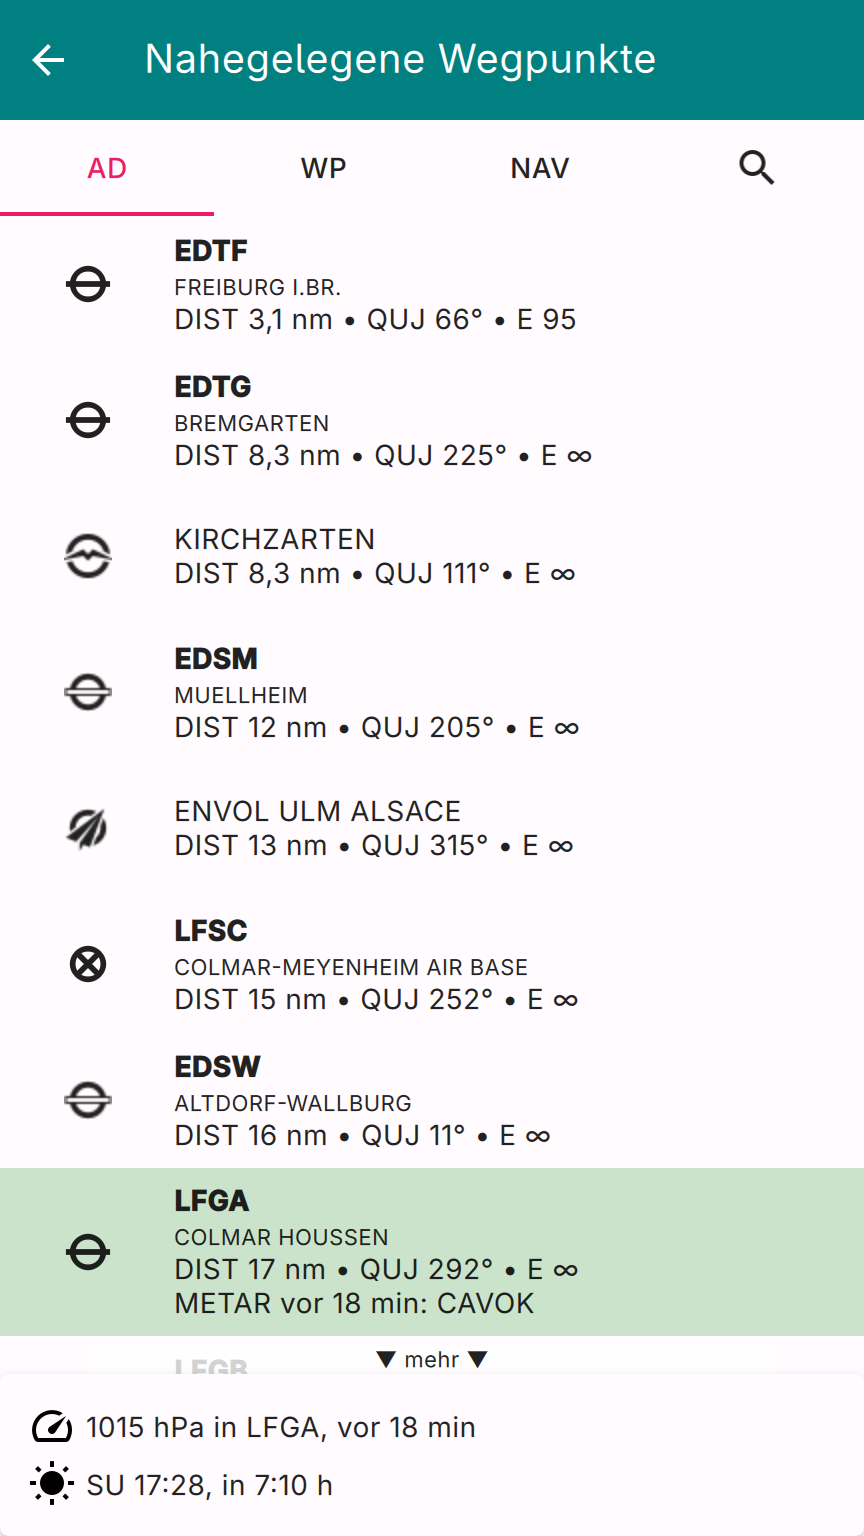 Nahegelegene Wegpunkte
AD WP NAV
EDTF
FREIBURG I.BR.
DIST 3,1 nm • QUJ 66° • E 95
EDTG
BREMGARTEN
DIST 8,3 nm • QUJ 225° • E ∞
KIRCHZARTEN
DIST 8,3 nm • QUJ 111° • E ∞
EDSM
MUELLHEIM
DIST 12 nm • QUJ 205° • E ∞
ENVOL ULM ALSACE
DIST 13 nm • QUJ 315° • E ∞
LFSC
COLMAR-MEYENHEIM AIR BASE
DIST 15 nm • QUJ 252° • E ∞
EDSW
ALTDORF-WALLBURG
DIST 16 nm • QUJ 11° • E ∞
LFGA
COLMAR HOUSSEN
DIST 17 nm • QUJ 292° • E ∞
METAR vor 18 min: CAVOK
LFGB
▼ mehr ▼
1015 hPa in LFGA, vor 18 min
SU 17:28, in 7:10 h